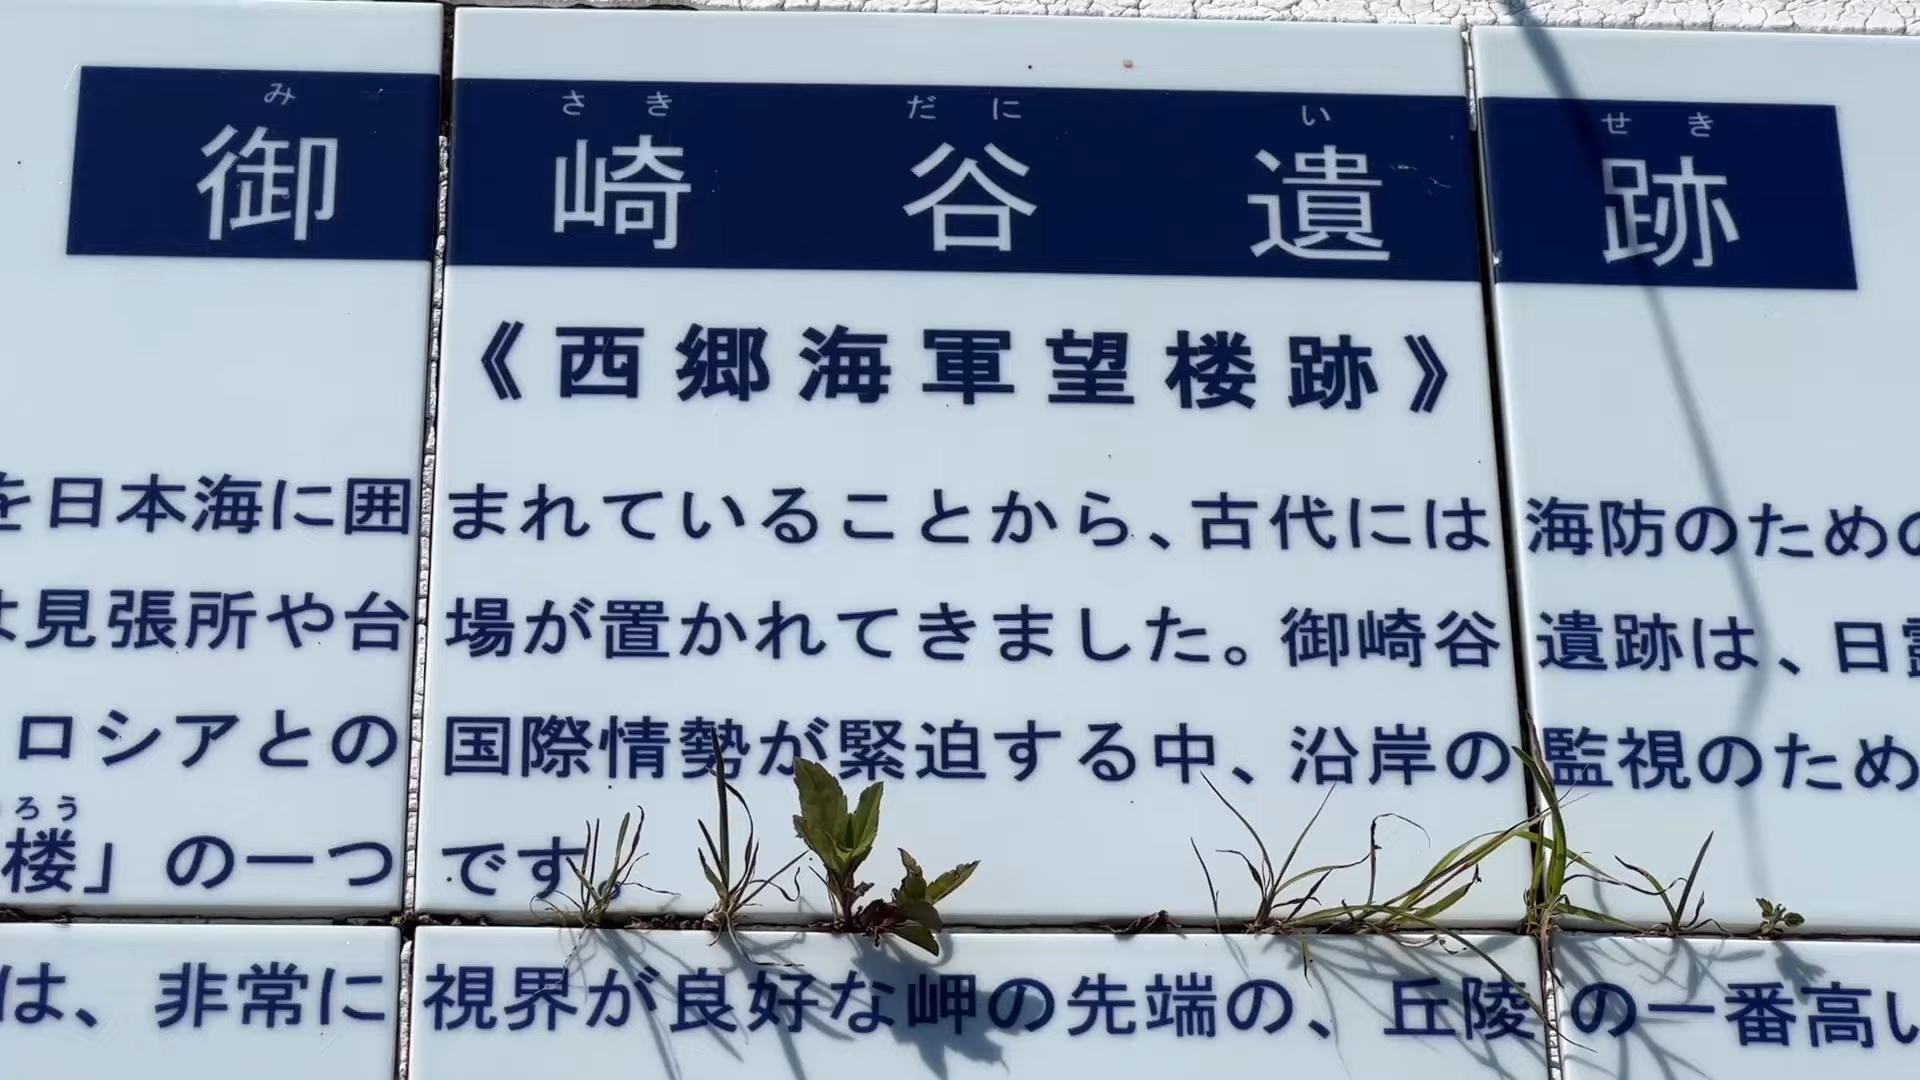 み さき だに い せき
御崎谷遺跡
《西郷海軍望楼跡》
を日本海に囲まれていることから、古代には海防のための
は見張所や台場が置かれてきました。御崎谷遺跡は、日露
ロシアとの国際情勢が緊迫する中、沿岸の監視のため
ろう
楼」の一つです。
は、非常に視界が良好な岬の先端の、丘陵の一番高い